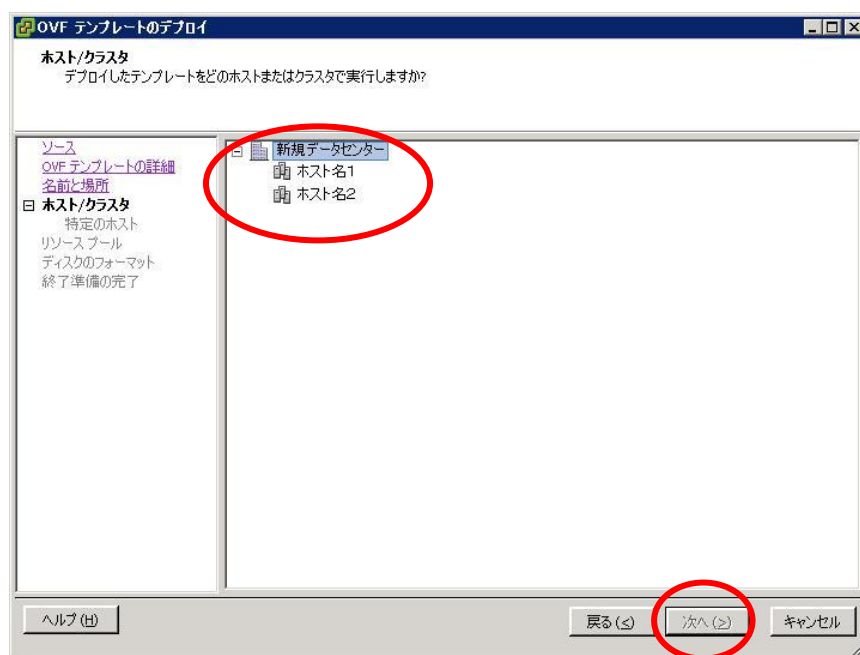 OVF テンプレートのデプロイ
ホスト/クラスタ
デプロイしたテンプレートをどのホストまたはクラスタで実行しますか?
ソース
OVF テンプレートの詳細
名前と場所
ホスト/クラスタ
特定のホスト
リソース プール
ディスクのフォーマット
終了準備の完了
新規データセンター
ホスト名1
ホスト名2
ヘルプ(H)
戻る(≤)
次へ(≥)
キャンセル